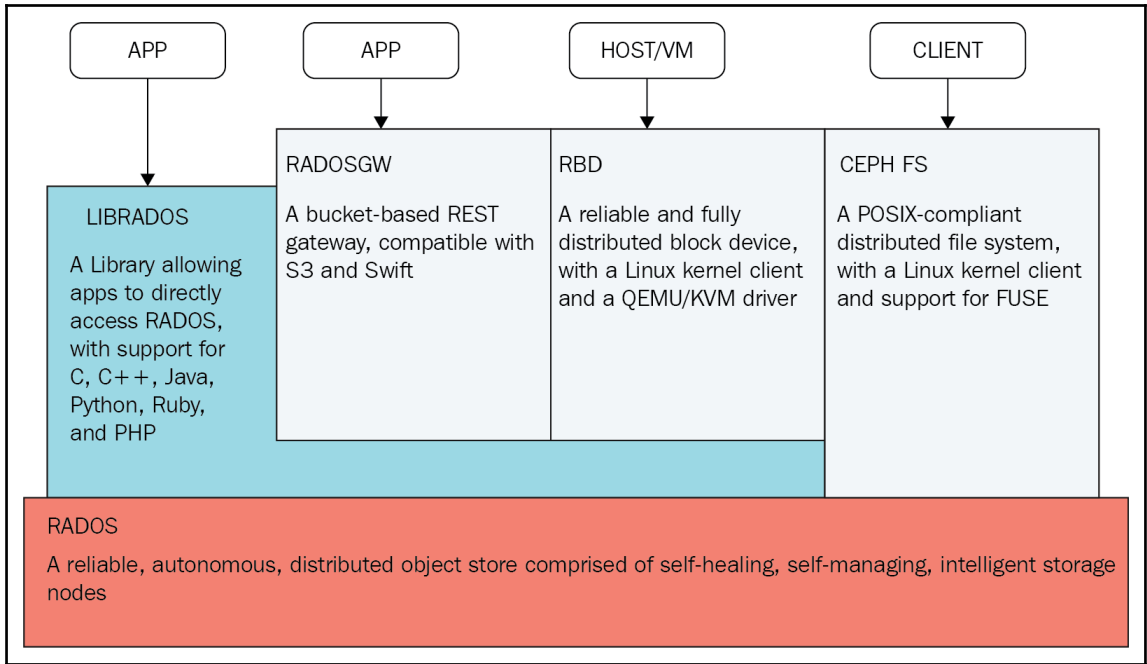 APP
APP
HOST/VM
CLIENT
LIBRADOS
A Library allowing
apps to directly
access RADOS,
with support for
C, C++, Java,
Python, Ruby,
and PHP
RADOSGW
A bucket-based REST
gateway, compatible with
S3 and Swift
RBD
A reliable and fully
distributed block device,
with a Linux kernel client
and a QEMU/KVM driver
CEPH FS
A POSIX-compliant
distributed file system,
with a Linux kernel client
and support for FUSE
RADOS
A reliable, autonomous, distributed object store comprised of self-healing, self-managing, intelligent storage
nodes